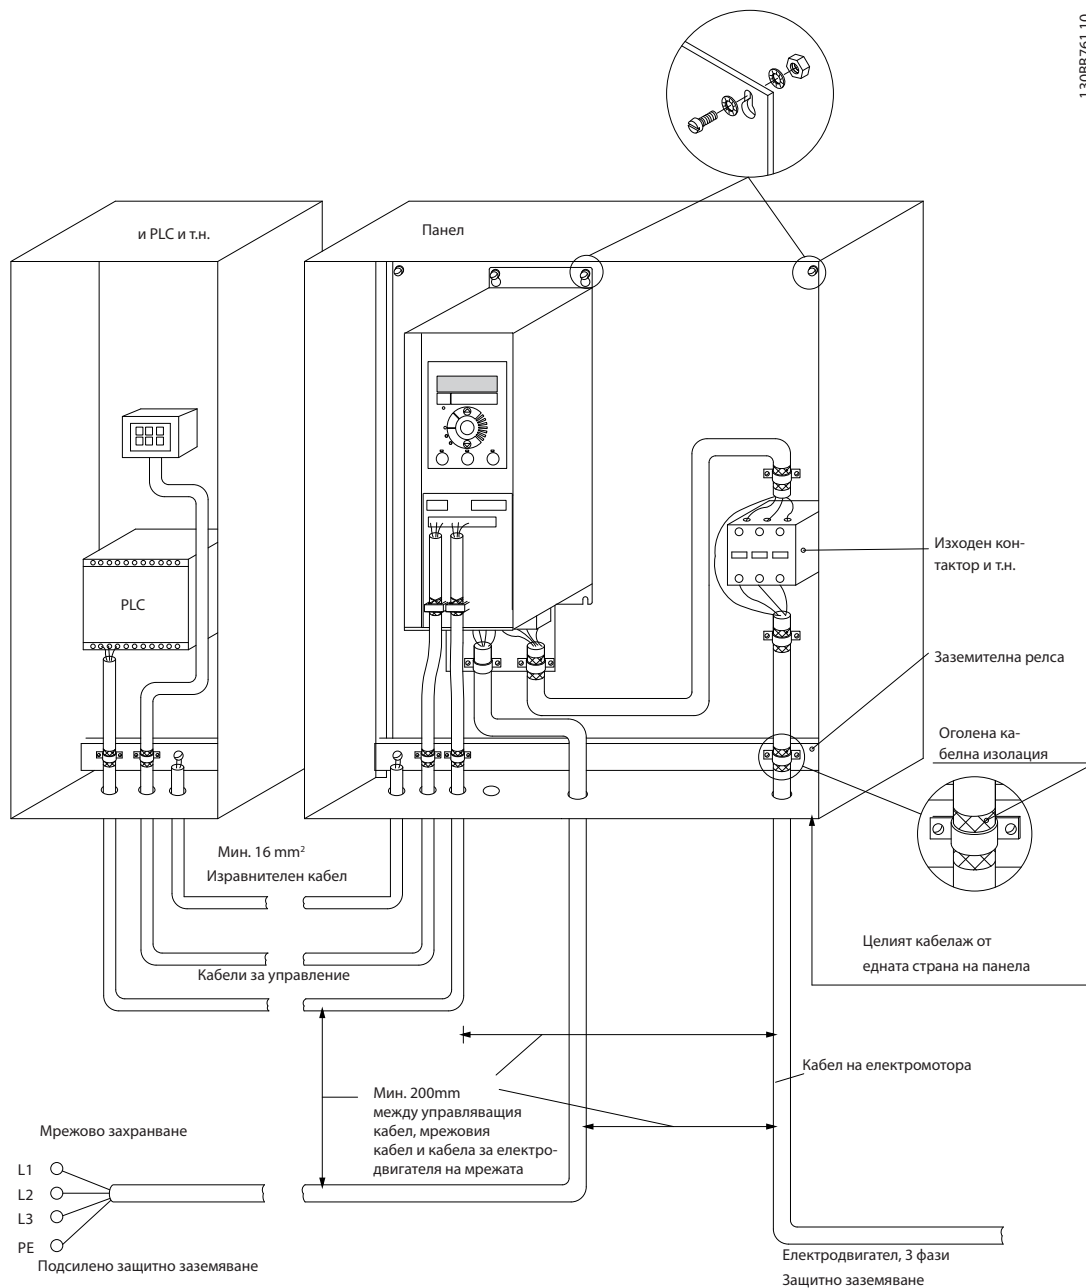 130BB761.10
и PLC и т.н.
Панел
PLC
Изходен кон-
тактор и т.н.
Заземителна релса
Оголена ка-
белна изолация
Мин. 16 mm²
Изравнителен кабел
Целият кабелаж от
едната страна на панела
Кабели за управление
Кабел на електромотора
Мин. 200mm
между управляващия
кабел, мрежовия
кабел и кабела за електро-
двигателя на мрежата
Мрежово захранване
L1
L2
L3
PE
Подсилено защитно заземяване
Електродвигател, 3 фази
Защитно заземяване